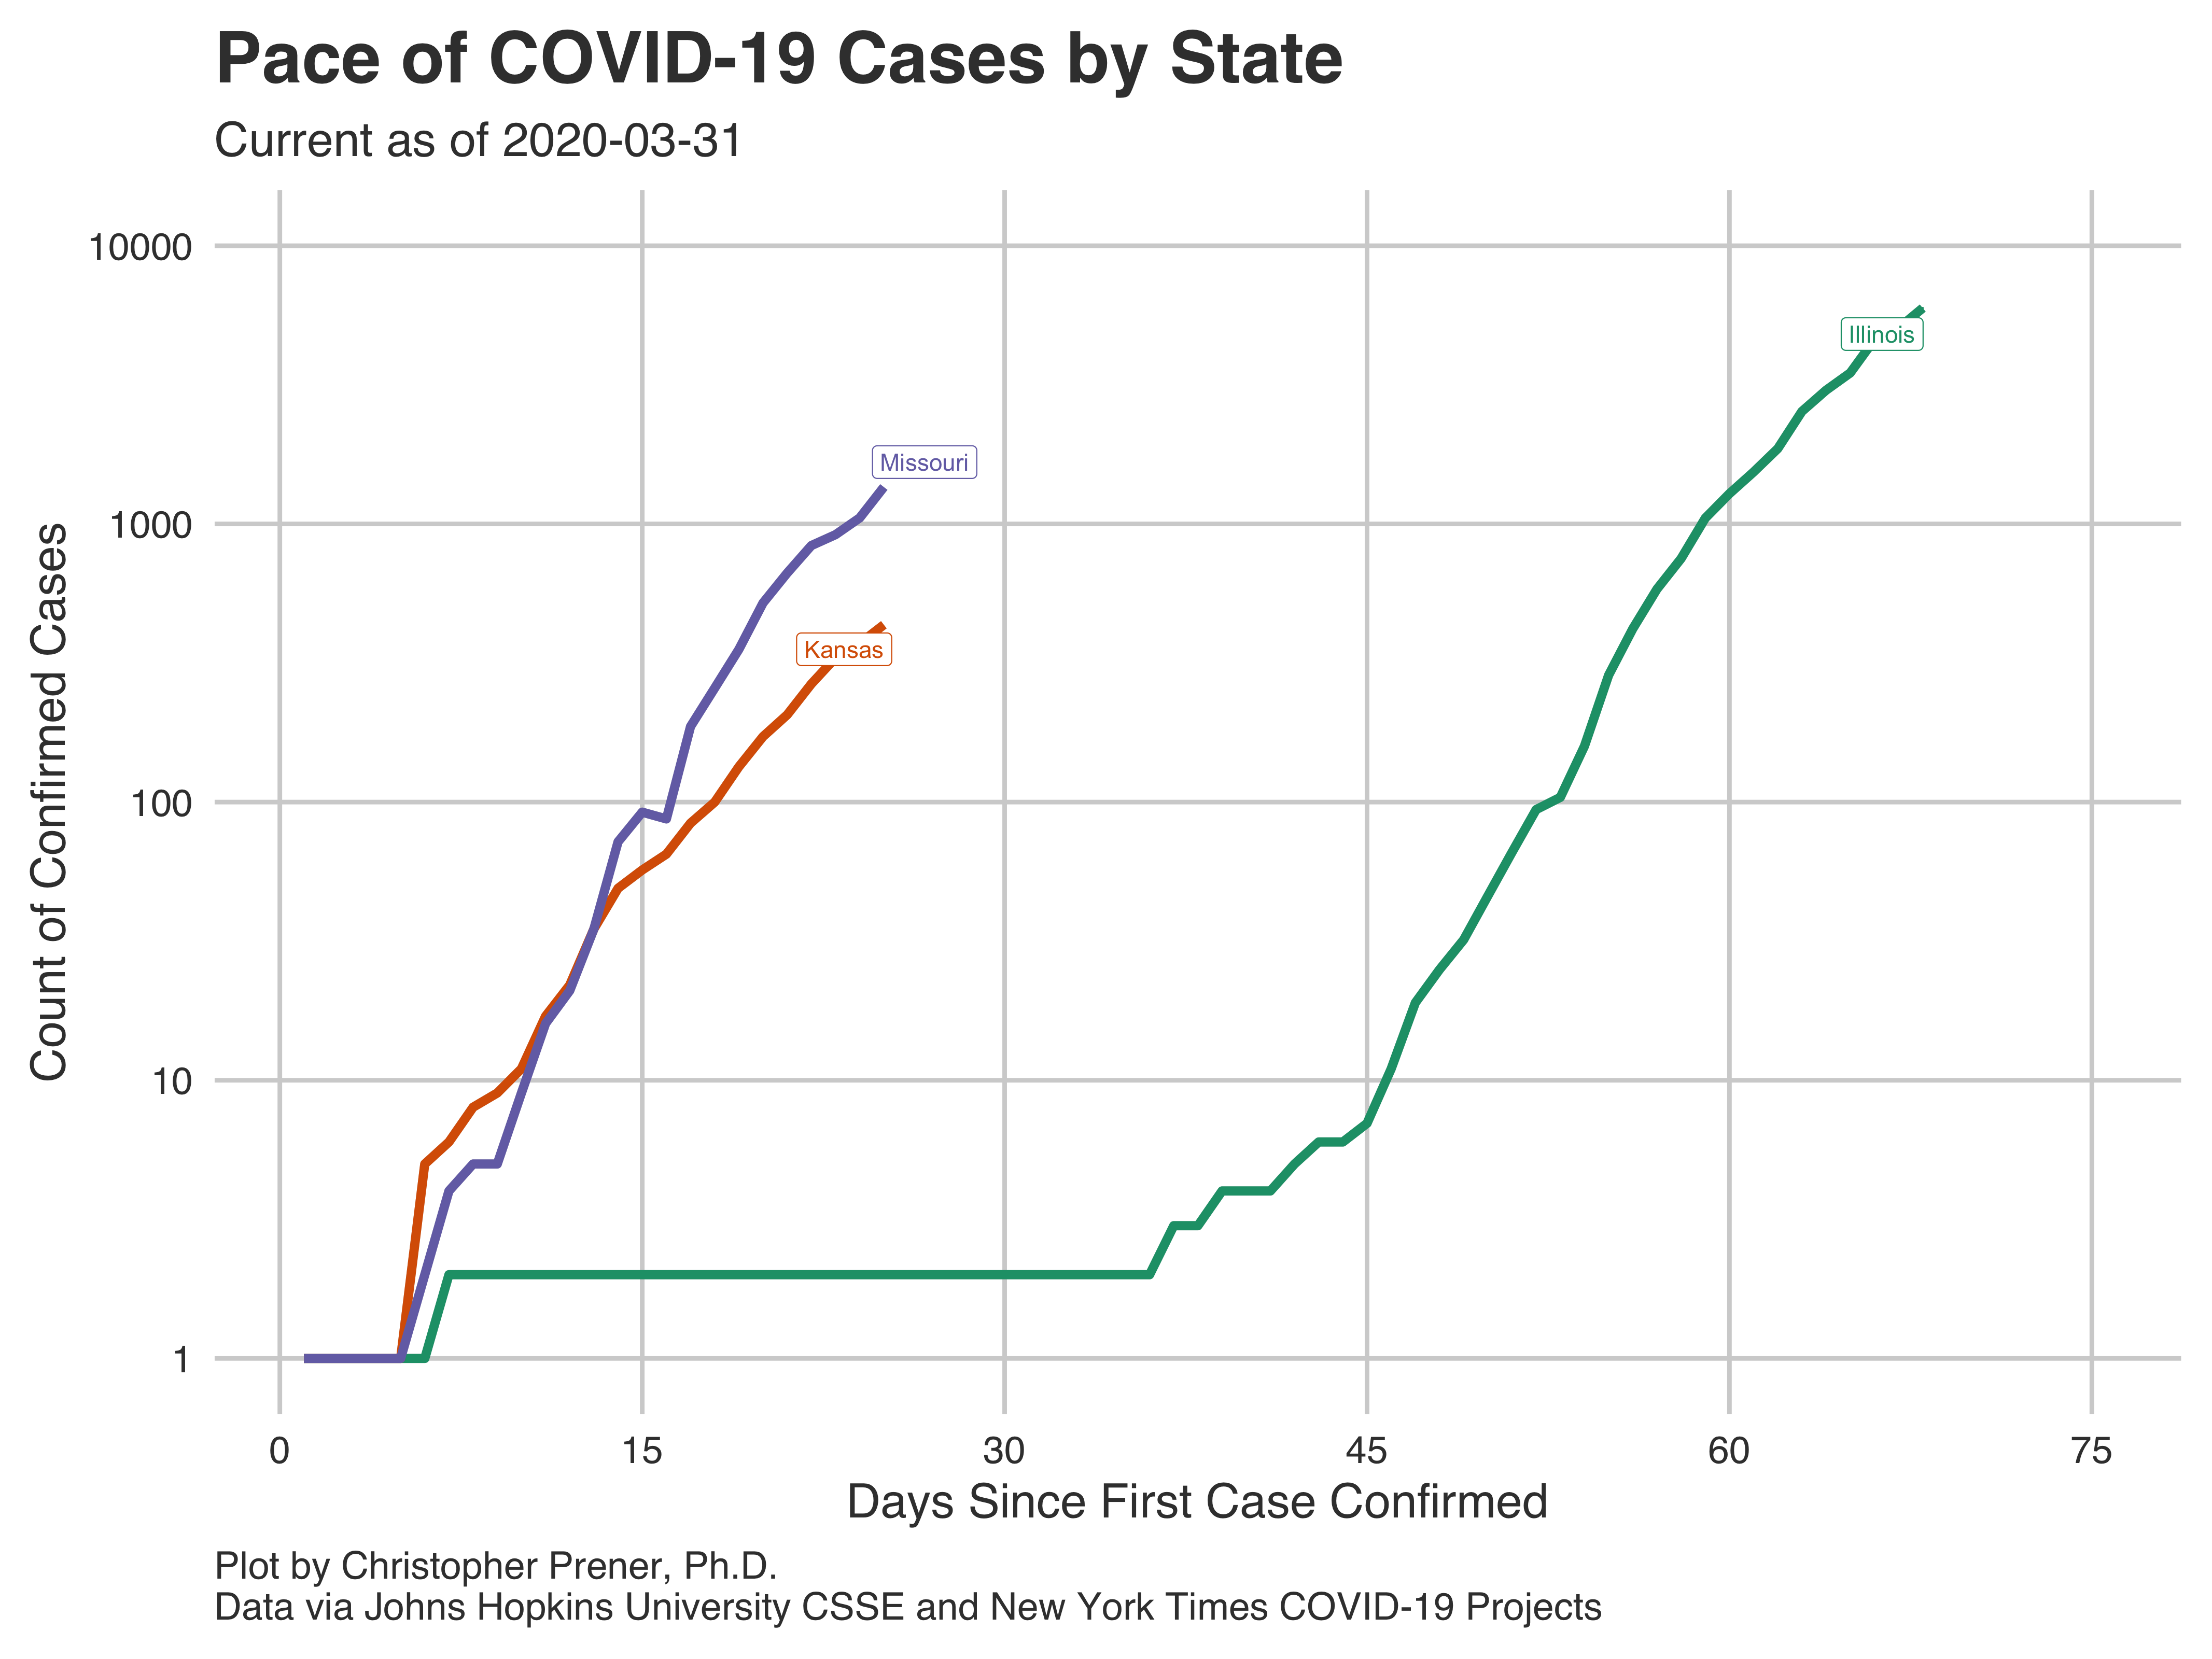 Pace of COVID-19 Cases by State
Current as of 2020-03-31
10000
1000
100
10
1
Count of Confirmed Cases
Illinois
Missouri
Kansas
0 15 30 45 60 75
Days Since First Case Confirmed
Plot by Christopher Prener, Ph.D.
Data via Johns Hopkins University CSSE and New York Times COVID-19 Projects